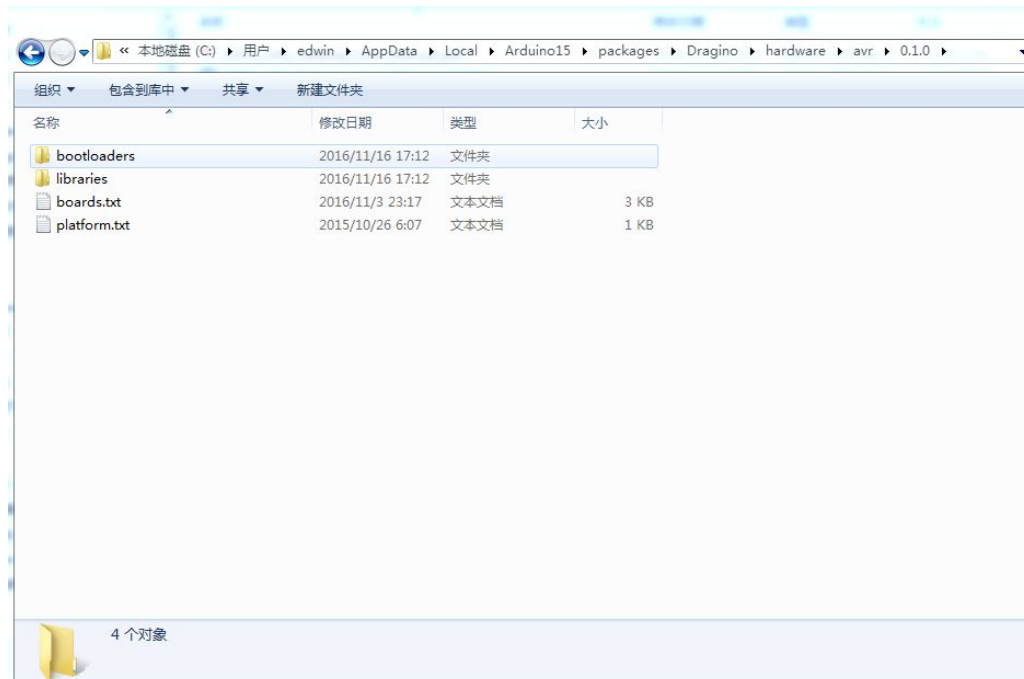 « 本地磁盘 (C:) ▸ 用户 ▸ edwin ▸ AppData ▸ Local ▸ Arduino15 ▸ packages ▸ Dragino ▸ hardware ▸ avr ▸ 0.1.0 ▸
组织 包含到库中 共享 新建文件夹
名称 修改日期 类型 大小
bootloaders 2016/11/16 17:12 文件夹
libraries 2016/11/16 17:12 文件夹
boards.txt 2016/11/3 23:17 文本文档 3 KB
platform.txt 2015/10/26 6:07 文本文档 1 KB
4 个对象